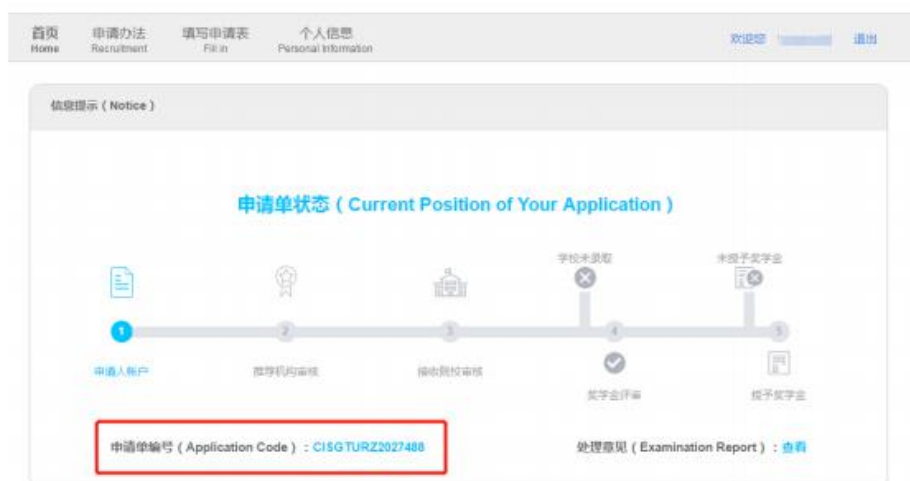 首页 申请办法 填写申请表 个人信息 欢迎您 退出
Home Recruitment Fill in Personal Information
信息提示 ( Notice )
申请单状态 ( Current Position of Your Application )
学校未录取 未授予奖学金
1 2 3 4 5
申请人帐户 推荐机构审核 接收院校审核
奖学金评审 授予奖学金
申请单编号 ( Application Code ) : CISGTURZ2027488 处理意见 ( Examination Report ) : 查看